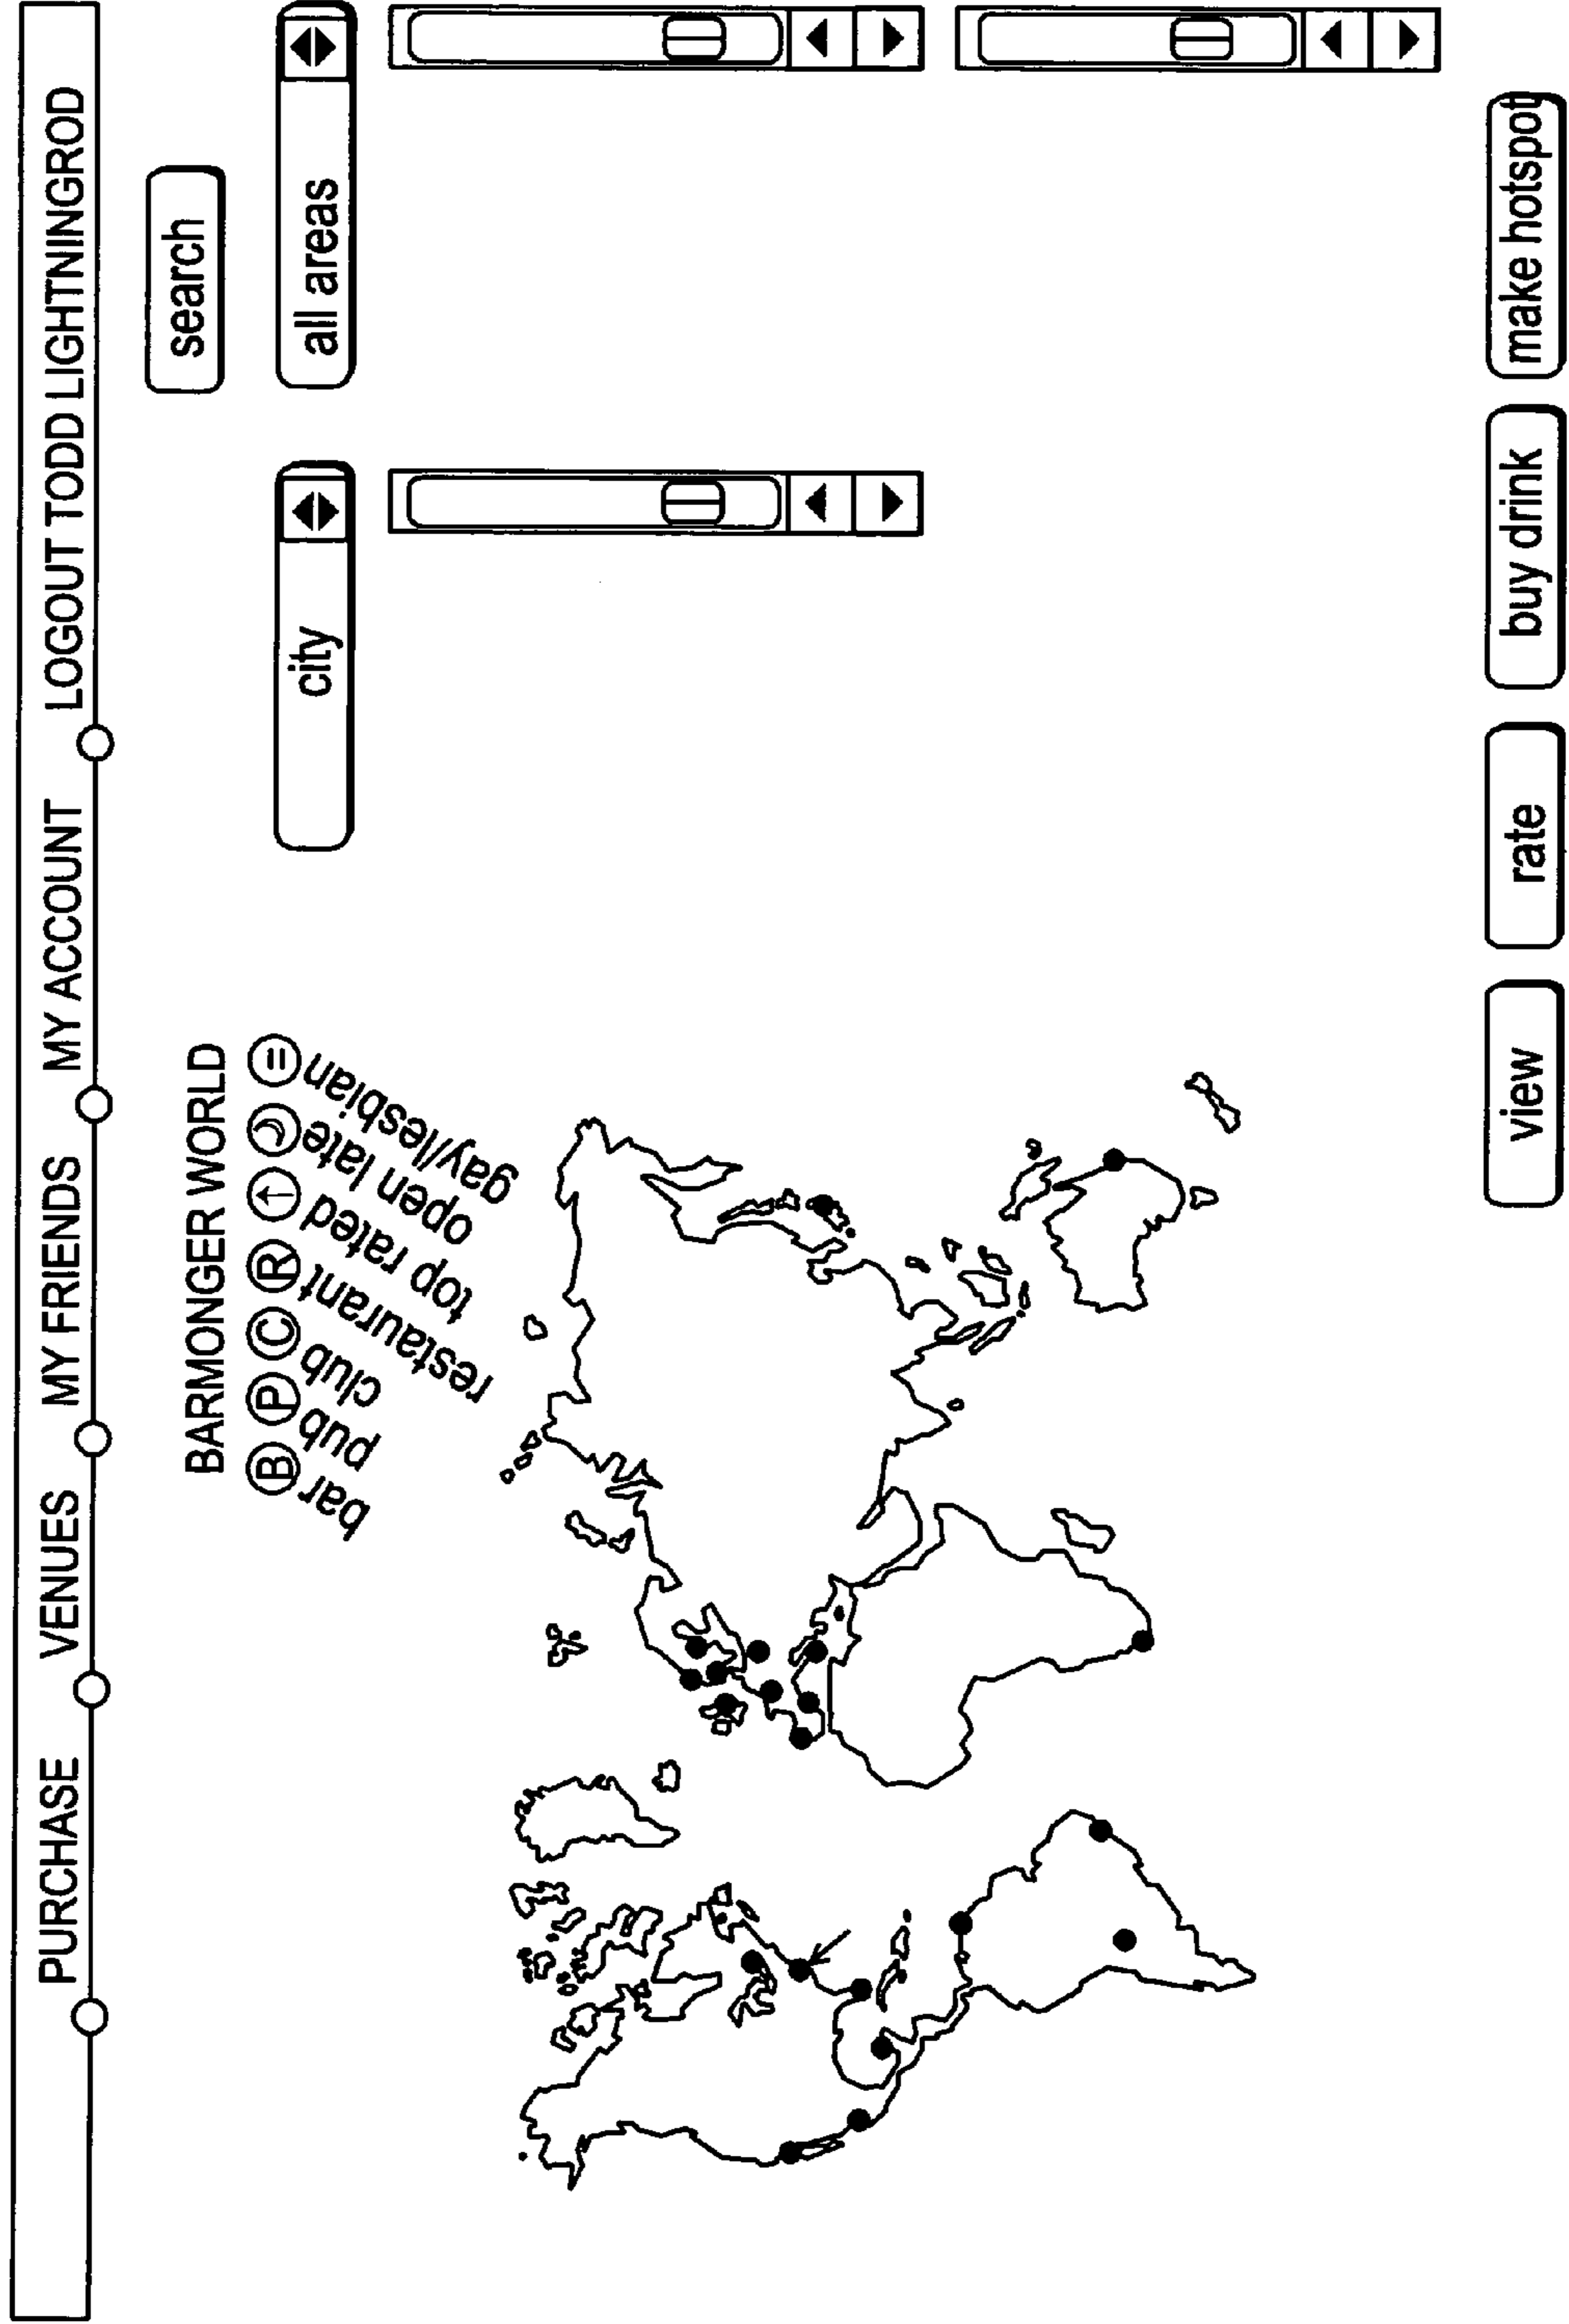 PURCHASE VENUES MY FRIENDS MY ACCOUNT LOGOUT TODD LIGHTNINGROD
search
BARMONGER WORLD
B P C R ↑ =
bar
pub
club
restaurant
top rated
open late
gay/lesbian
city
all areas
view
rate
buy drink
make hotspot